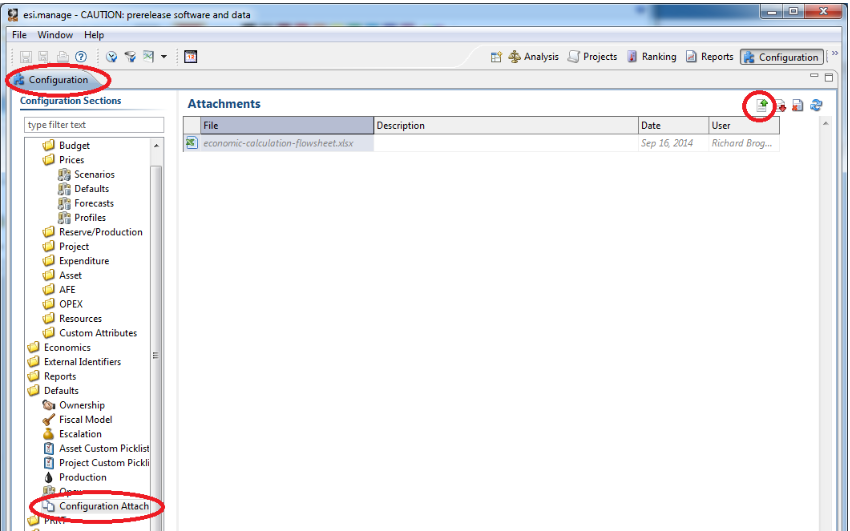 esi.manage - CAUTION: prerelease software and data
File Window Help
13
Analysis Projects Ranking Reports Configuration
Configuration
Configuration Sections
type filter text
Budget
Prices
Scenarios
Defaults
Forecasts
Profiles
Reserve/Production
Project
Expenditure
Asset
AFE
OPEX
Resources
Custom Attributes
Economics
External Identifiers
Reports
Defaults
Ownership
Fiscal Model
Escalation
Asset Custom Picklist
Project Custom Pickli
Production
Opex
Configuration Attach
PRRT
Attachments
File Description Date User
economic-calculation-flowsheet.xlsx Sep 16, 2014 Richard Brog...